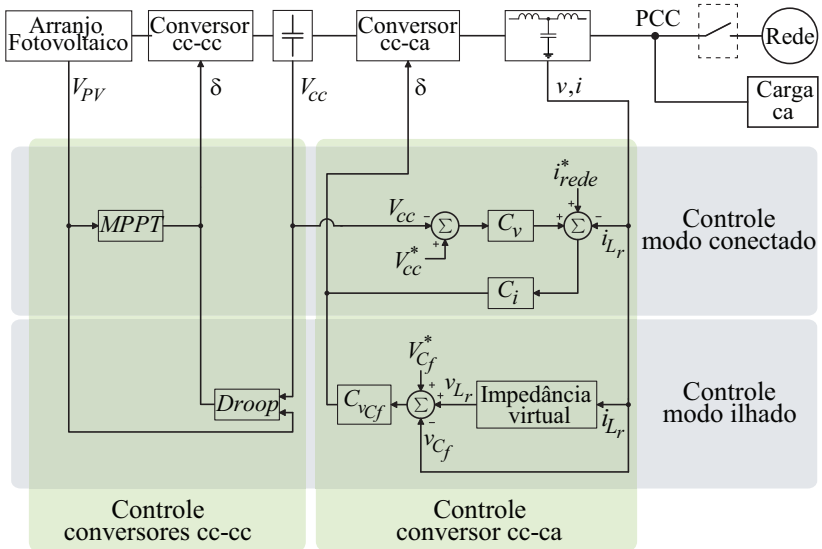 Arranjo
Fotovoltaico
Conversor
cc-cc
Conversor
cc-ca
PCC
Rede
Carga
ca
V_PV
δ
V_cc
δ
v,i
MPPT
V_cc
-
Σ
+
V*_cc
C_v
i*_rede
+
+
Σ
-
i_Lr
C_i
Controle
modo conectado
Droop
C_vCf
V*_Cf
+
Σ
+
-
v_Lr
v_Cf
Impedância
virtual
i_Lr
Controle
modo ilhado
Controle
conversores cc-cc
Controle
conversor cc-ca